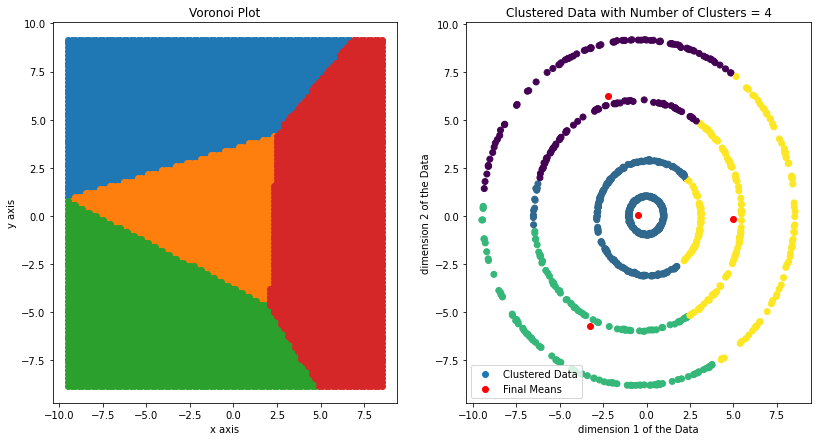 Voronoi Plot
10.0
7.5
5.0
2.5
0.0
−2.5
−5.0
−7.5
y axis
−10.0 −7.5 −5.0 −2.5 0.0 2.5 5.0 7.5
x axis
Clustered Data with Number of Clusters = 4
10.0
7.5
5.0
2.5
0.0
−2.5
−5.0
−7.5
dimension 2 of the Data
Clustered Data
Final Means
−10.0 −7.5 −5.0 −2.5 0.0 2.5 5.0 7.5
dimension 1 of the Data